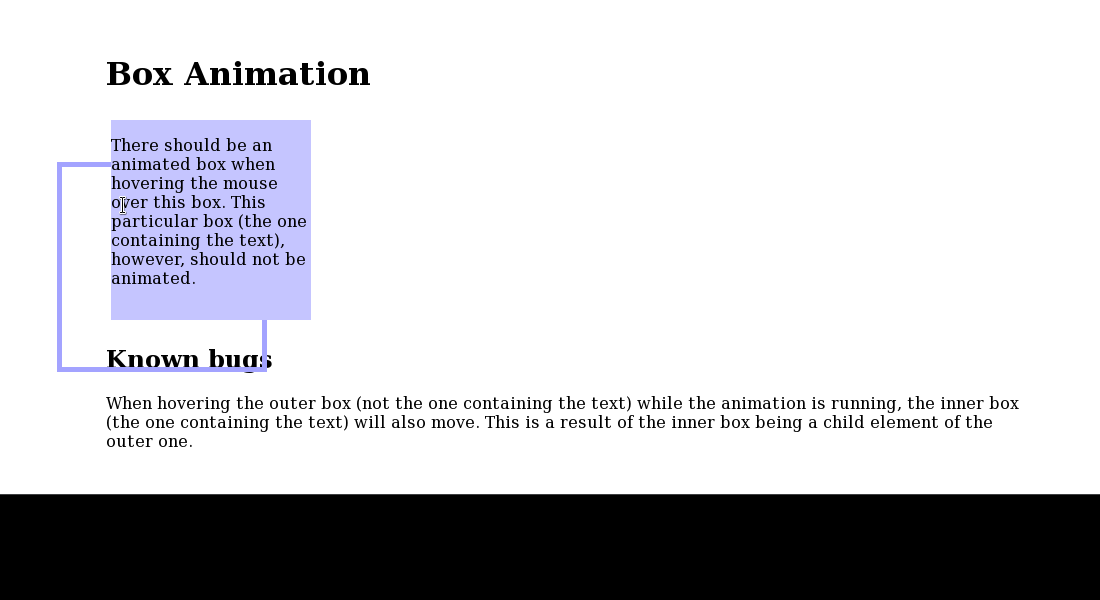 Box Animation
There should be an
animated box when
hovering the mouse
over this box. This
particular box (the one
containing the text),
however, should not be
animated.
Known bugs
When hovering the outer box (not the one containing the text) while the animation is running, the inner box
(the one containing the text) will also move. This is a result of the inner box being a child element of the
outer one.